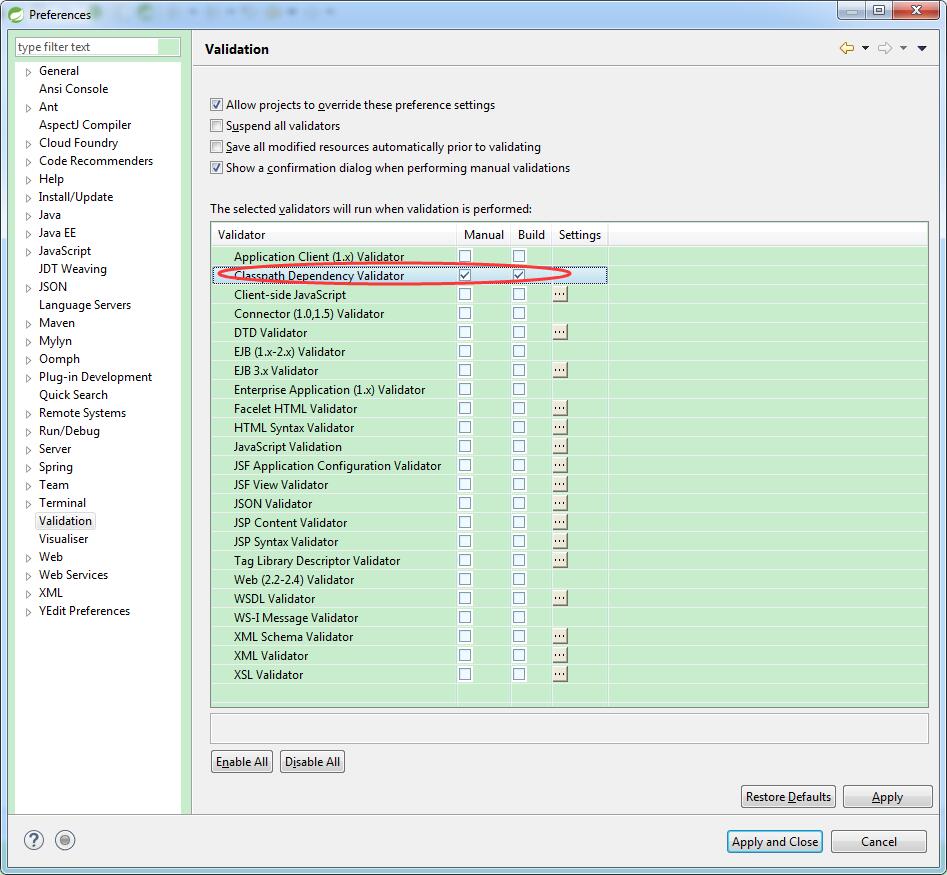 Preferences
type filter text
General
Ansi Console
Ant
AspectJ Compiler
Cloud Foundry
Code Recommenders
Help
Install/Update
Java
Java EE
JavaScript
JDT Weaving
JSON
Language Servers
Maven
Mylyn
Oomph
Plug-in Development
Quick Search
Remote Systems
Run/Debug
Server
Spring
Team
Terminal
Validation
Visualiser
Web
Web Services
XML
YEdit Preferences
Validation
Allow projects to override these preference settings
Suspend all validators
Save all modified resources automatically prior to validating
Show a confirmation dialog when performing manual validations
The selected validators will run when validation is performed:
Validator Manual Build Settings
Application Client (1.x) Validator
Classpath Dependency Validator
Client-side JavaScript ...
Connector (1.0,1.5) Validator
DTD Validator ...
EJB (1.x-2.x) Validator
EJB 3.x Validator ...
Enterprise Application (1.x) Validator
Facelet HTML Validator ...
HTML Syntax Validator ...
JavaScript Validation ...
JSF Application Configuration Validator ...
JSF View Validator ...
JSON Validator ...
JSP Content Validator ...
JSP Syntax Validator ...
Tag Library Descriptor Validator ...
Web (2.2-2.4) Validator
WSDL Validator ...
WS-I Message Validator
XML Schema Validator ...
XML Validator ...
XSL Validator ...
Enable All Disable All
Restore Defaults Apply
? Apply and Close Cancel